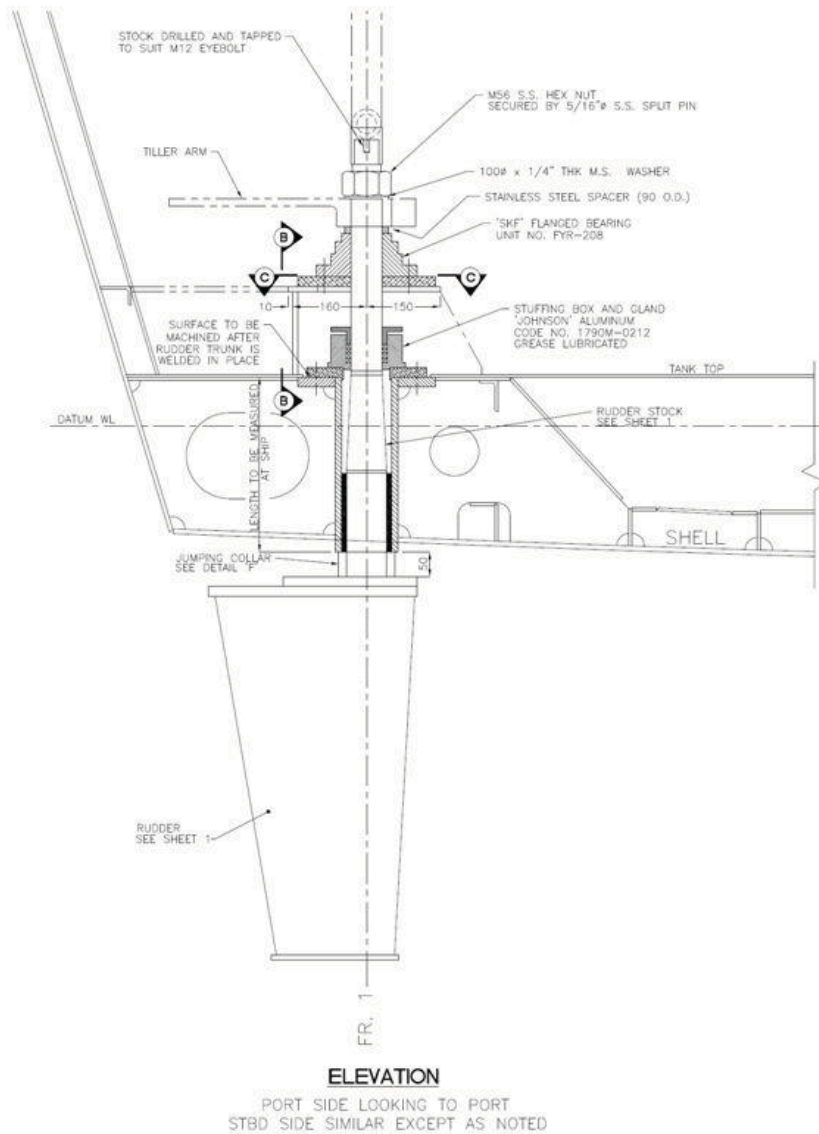 STOCK DRILLED AND TAPPED
TO SUIT M12 EYEBOLT
M56 S.S. HEX NUT
SECURED BY 5/16"ø S.S. SPLIT PIN
TILLER ARM
100ø x 1/4" THK M.S. WASHER
STAINLESS STEEL SPACER (90 O.D.)
'SKF' FLANGED BEARING
UNIT NO. FYR-208
B
C
C
10
160
150
SURFACE TO BE
MACHINED AFTER
RUDDER TRUNK IS
WELDED IN PLACE
STUFFING BOX AND GLAND
'JOHNSON' ALUMINUM
CODE NO. 1790M-0212
GREASE LUBRICATED
TANK TOP
B
DATUM WL
LENGTH TO BE MEASURED
AT SHIP
RUDDER STOCK
SEE SHEET 1
SHELL
JUMPING COLLAR
SEE DETAIL 'F'
50
RUDDER
SEE SHEET 1
FR. 1
ELEVATION
PORT SIDE LOOKING TO PORT
STBD SIDE SIMILAR EXCEPT AS NOTED